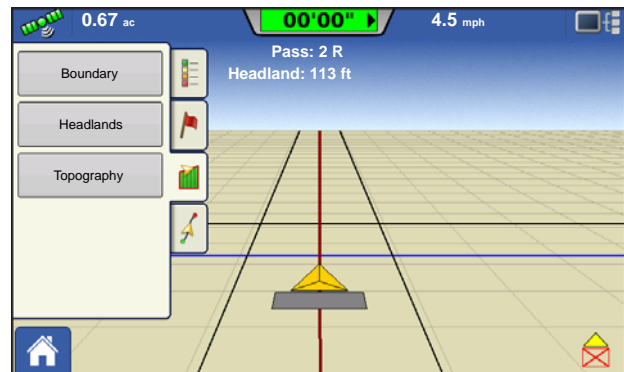 0.67 ac
00'00"
4.5 mph
Pass: 2 R
Headland: 113 ft
Boundary
Headlands
Topography